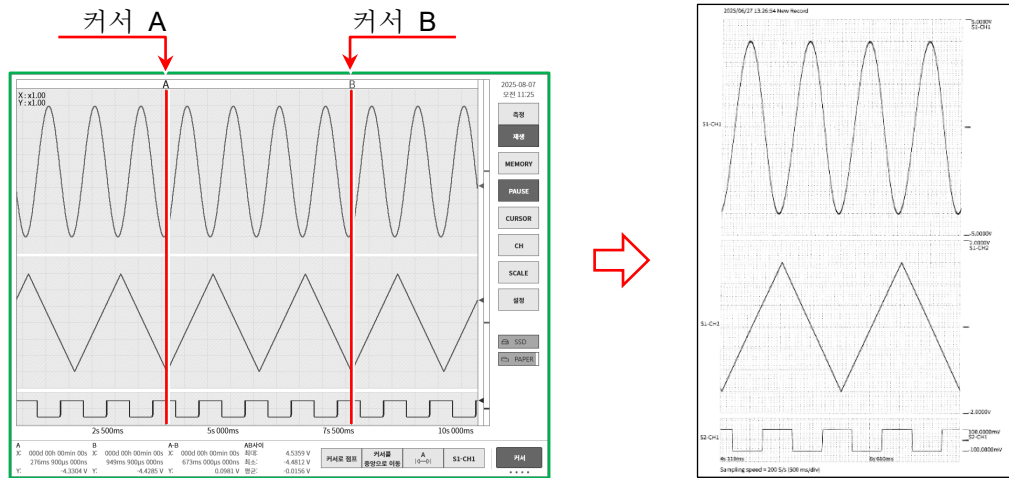 커서 A
커서 B
A
B
X : x1.00
Y : x1.00
2025-08-07
오전 11:25
측정
재생
MEMORY
PAUSE
CURSOR
CH
SCALE
설정
SSD
PAPER
2s 500ms
5s 000ms
7s 500ms
10s 000ms
A
B
A-B
AB사이
X: 000d 00h 00min 00s
X: 000d 00h 00min 00s
X: 000d 00h 00min 00s
최대: 4.5359 V
276ms 900µs 000ns
949ms 900µs 000ns
673ms 000µs 000ns
최소: -4.4812 V
Y: -4.3304 V
Y: -4.4285 V
Y: 0.0981 V
평균: -0.0156 V
커서로 점프
커서를
중앙으로 이동
A
S1-CH1
커서
2025/06/27 13:26:54 New Record
5.0000V
S1-CH1
S1-CH1
-5.0000V
1.0000V
S1-CH2
-2.0000V
S2-CH1
100.0000mV
S2-CH1
-100.0000mV
Sampling speed = 200 S/s (500 ms/div)